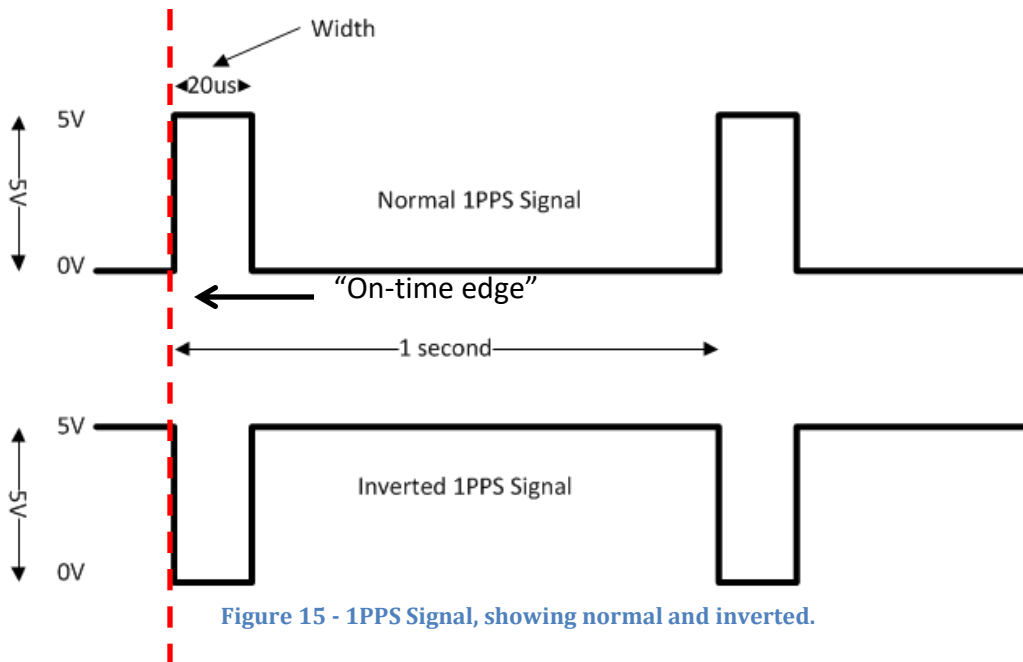 Width
20us
5V
5V
Normal 1PPS Signal
0V
“On-time edge”
1 second
5V
5V
Inverted 1PPS Signal
0V
Figure 15 - 1PPS Signal, showing normal and inverted.